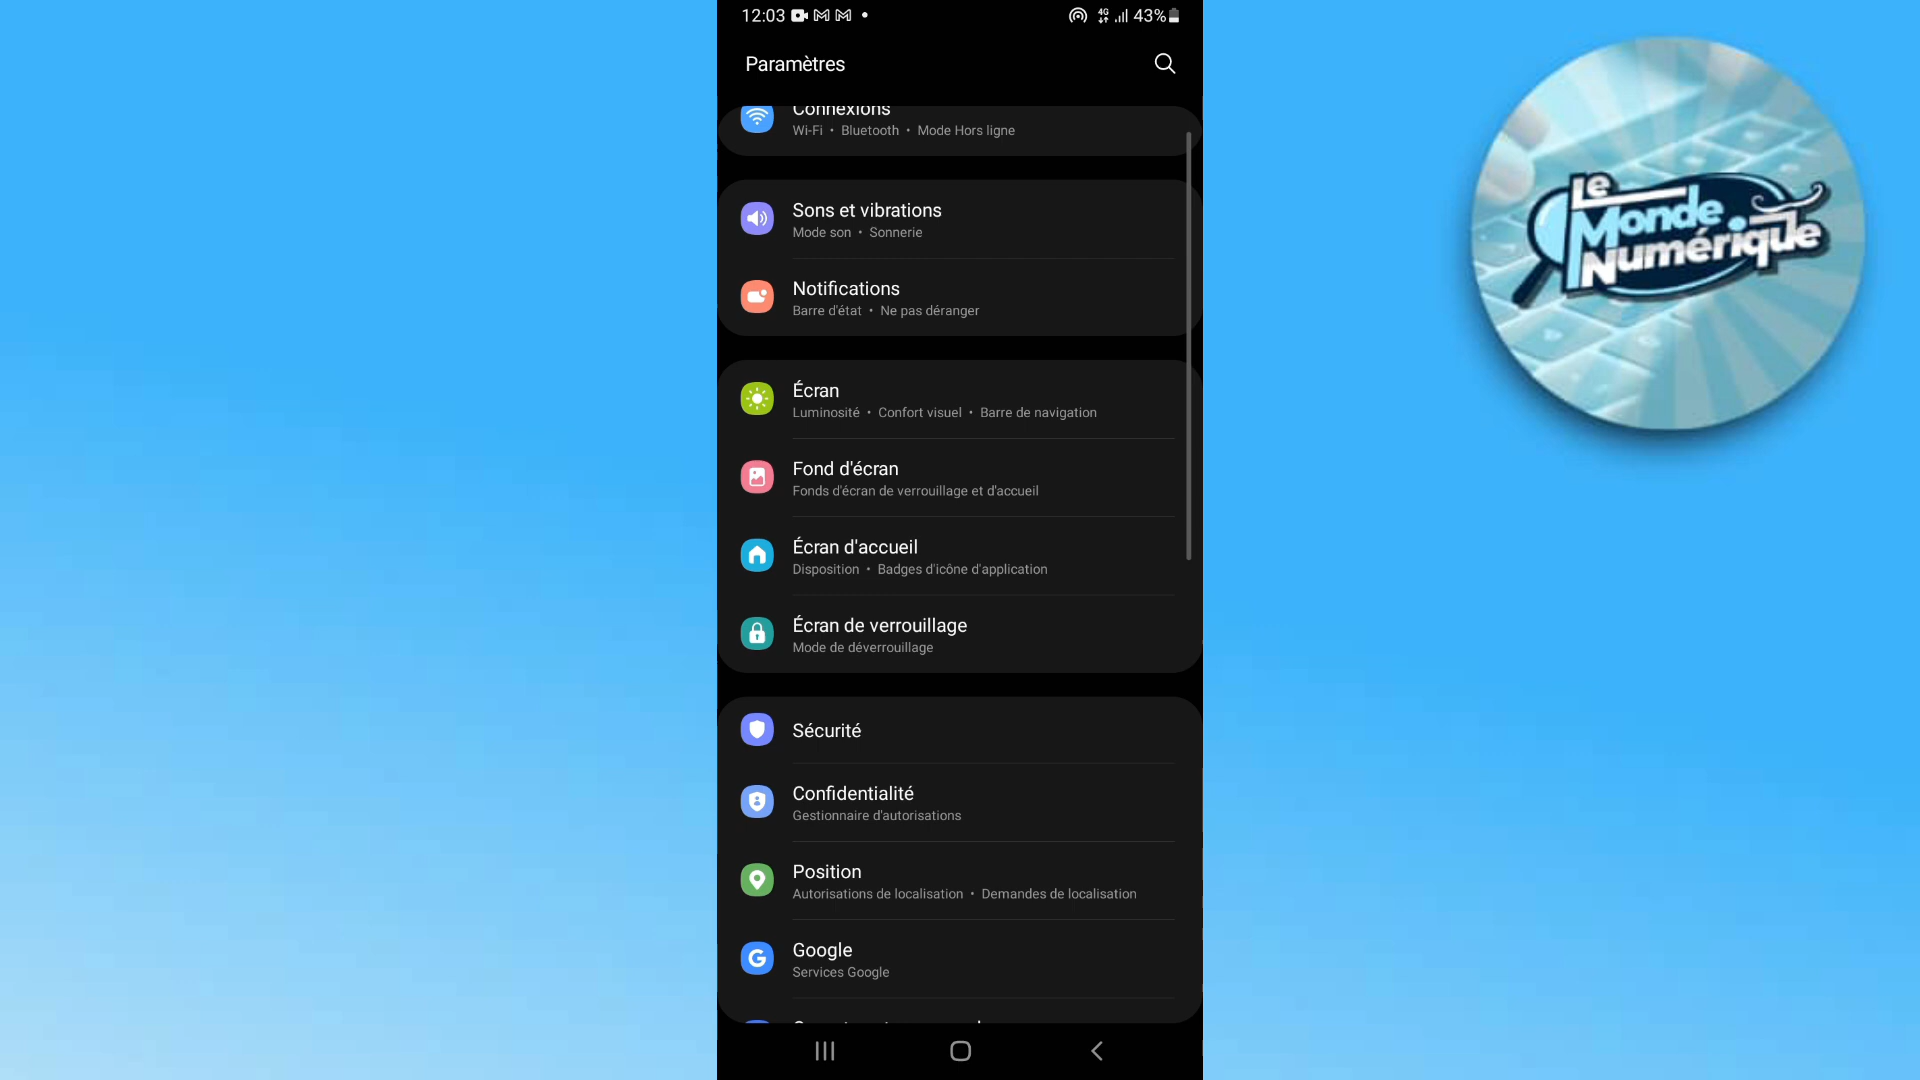 12:03
4G 43%
Paramètres
Connexions
Wi-Fi • Bluetooth • Mode Hors ligne
Sons et vibrations
Mode son • Sonnerie
Notifications
Barre d'état • Ne pas déranger
Écran
Luminosité • Confort visuel • Barre de navigation
Fond d'écran
Fonds d'écran de verrouillage et d'accueil
Écran d'accueil
Disposition • Badges d'icône d'application
Écran de verrouillage
Mode de déverrouillage
Sécurité
Confidentialité
Gestionnaire d'autorisations
Position
Autorisations de localisation • Demandes de localisation
Google
Services Google
Le
Monde
Numérique